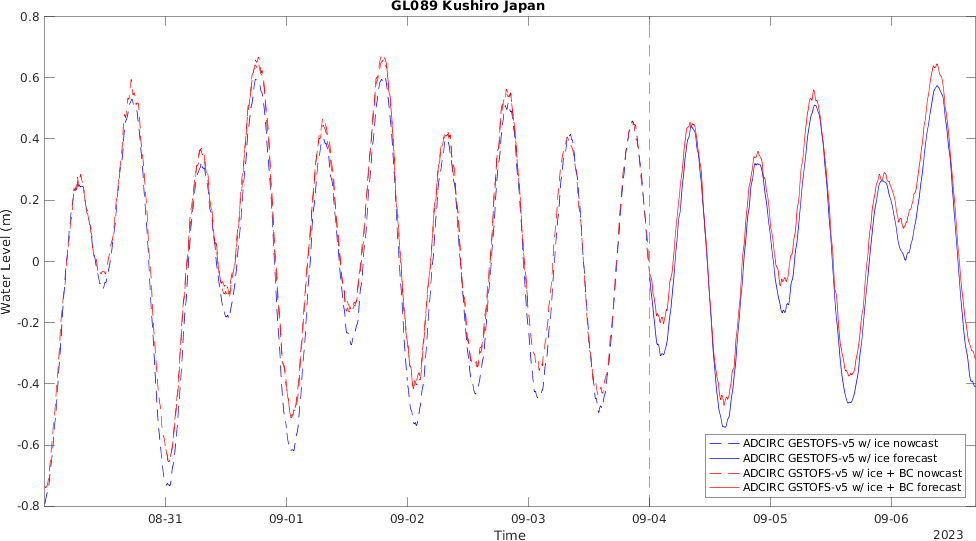 GL089 Kushiro Japan
0.8
0.6
0.4
0.2
0
-0.2
-0.4
-0.6
-0.8
Water Level (m)
08-31
09-01
09-02
09-03
09-04
09-05
09-06
Time
2023
ADCIRC GESTOFS-v5 w/ ice nowcast
ADCIRC GESTOFS-v5 w/ ice forecast
ADCIRC GSTOFS-v5 w/ ice + BC nowcast
ADCIRC GSTOFS-v5 w/ ice + BC forecast